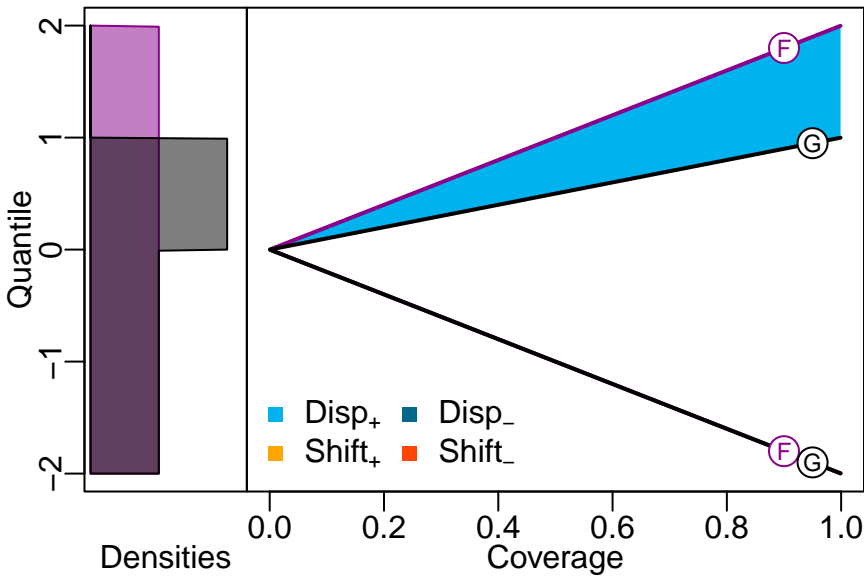 Quantile
2
1
0
−1
−2
F
G
F
G
Disp₊ Disp₋
Shift₊ Shift₋
0.0 0.2 0.4 0.6 0.8 1.0
Densities Coverage